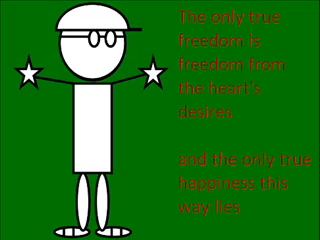 The only true
freedom is
freedom from
the heart's
desires
and the only true
happiness this
way lies